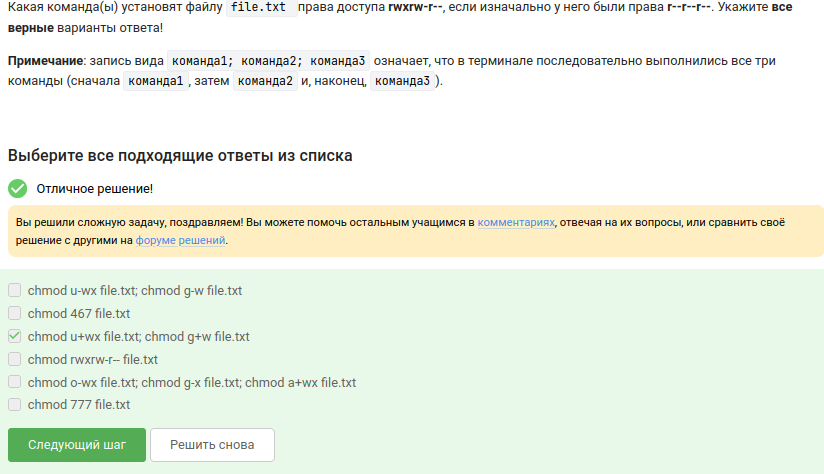 Какая команда(ы) установят файлу file.txt права доступа rwxrw-r--, если изначально у него были права r--r--r--. Укажите все
верные варианты ответа!
Примечание: запись вида команда1; команда2; команда3 означает, что в терминале последовательно выполнились все три
команды (сначала команда1, затем команда2 и, наконец, команда3).
Выберите все подходящие ответы из списка
Отличное решение!
Вы решили сложную задачу, поздравляем! Вы можете помочь остальным учащимся в комментариях, отвечая на их вопросы, или сравнить своё
решение с другими на форуме решений.
chmod u-wx file.txt; chmod g-w file.txt
chmod 467 file.txt
chmod u+wx file.txt; chmod g+w file.txt
chmod rwxrw-r-- file.txt
chmod o-wx file.txt; chmod g-x file.txt; chmod a+wx file.txt
chmod 777 file.txt
Следующий шаг Решить снова